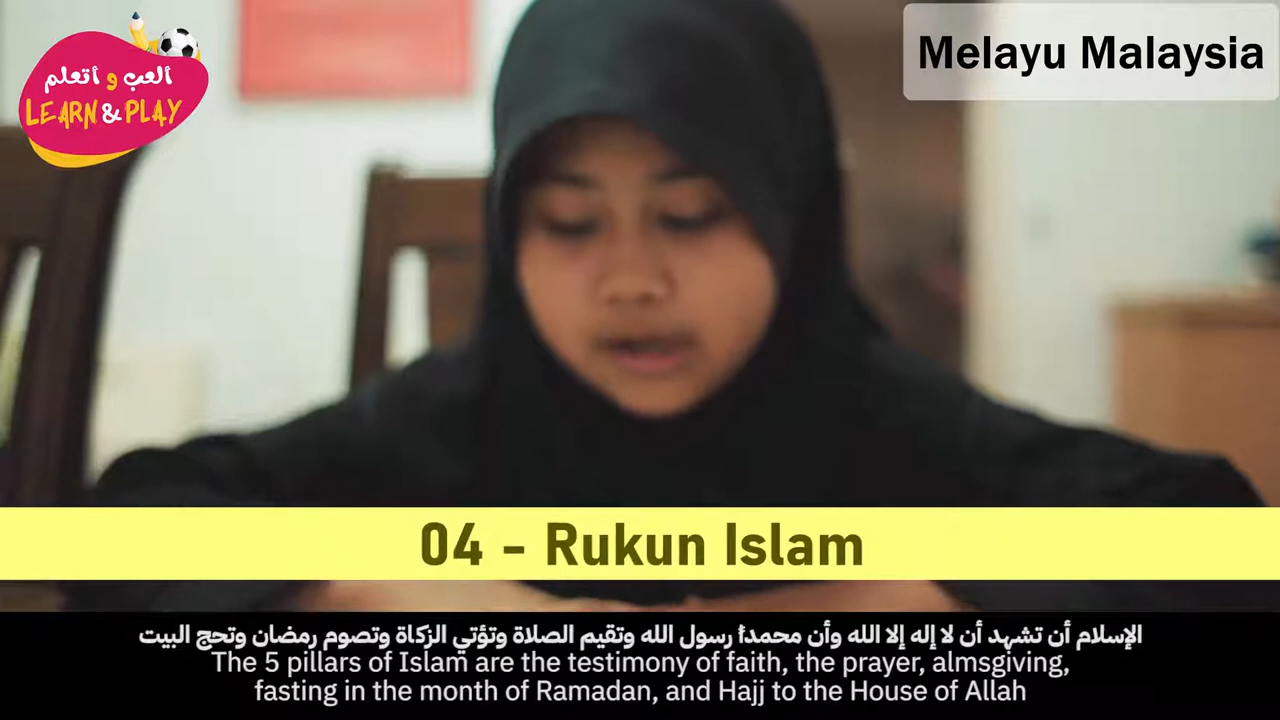 ألعب و أتعلم
LEARN & PLAY
Melayu Malaysia
04 - Rukun Islam
الإسلام أن تشهد أن لا إله إلا الله وأن محمداً رسول الله وتقيم الصلاة وتؤتي الزكاة وتصوم رمضان وتحج البيت
The 5 pillars of Islam are the testimony of faith, the prayer, almsgiving,
fasting in the month of Ramadan, and Hajj to the House of Allah